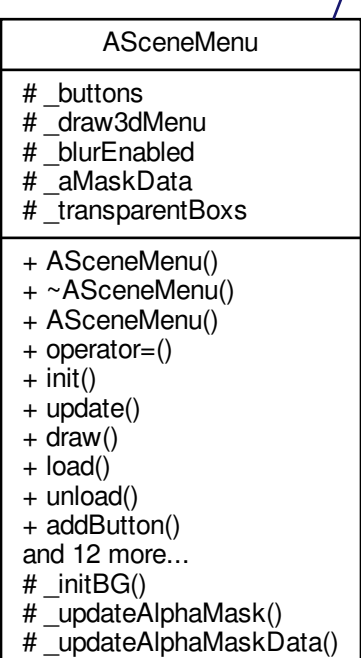 ASceneMenu
# _buttons
# _draw3dMenu
# _blurEnabled
# _aMaskData
# _transparentBoxs
+ ASceneMenu()
+ ~ASceneMenu()
+ ASceneMenu()
+ operator=()
+ init()
+ update()
+ draw()
+ load()
+ unload()
+ addButton()
and 12 more...
# _initBG()
# _updateAlphaMask()
# _updateAlphaMaskData()